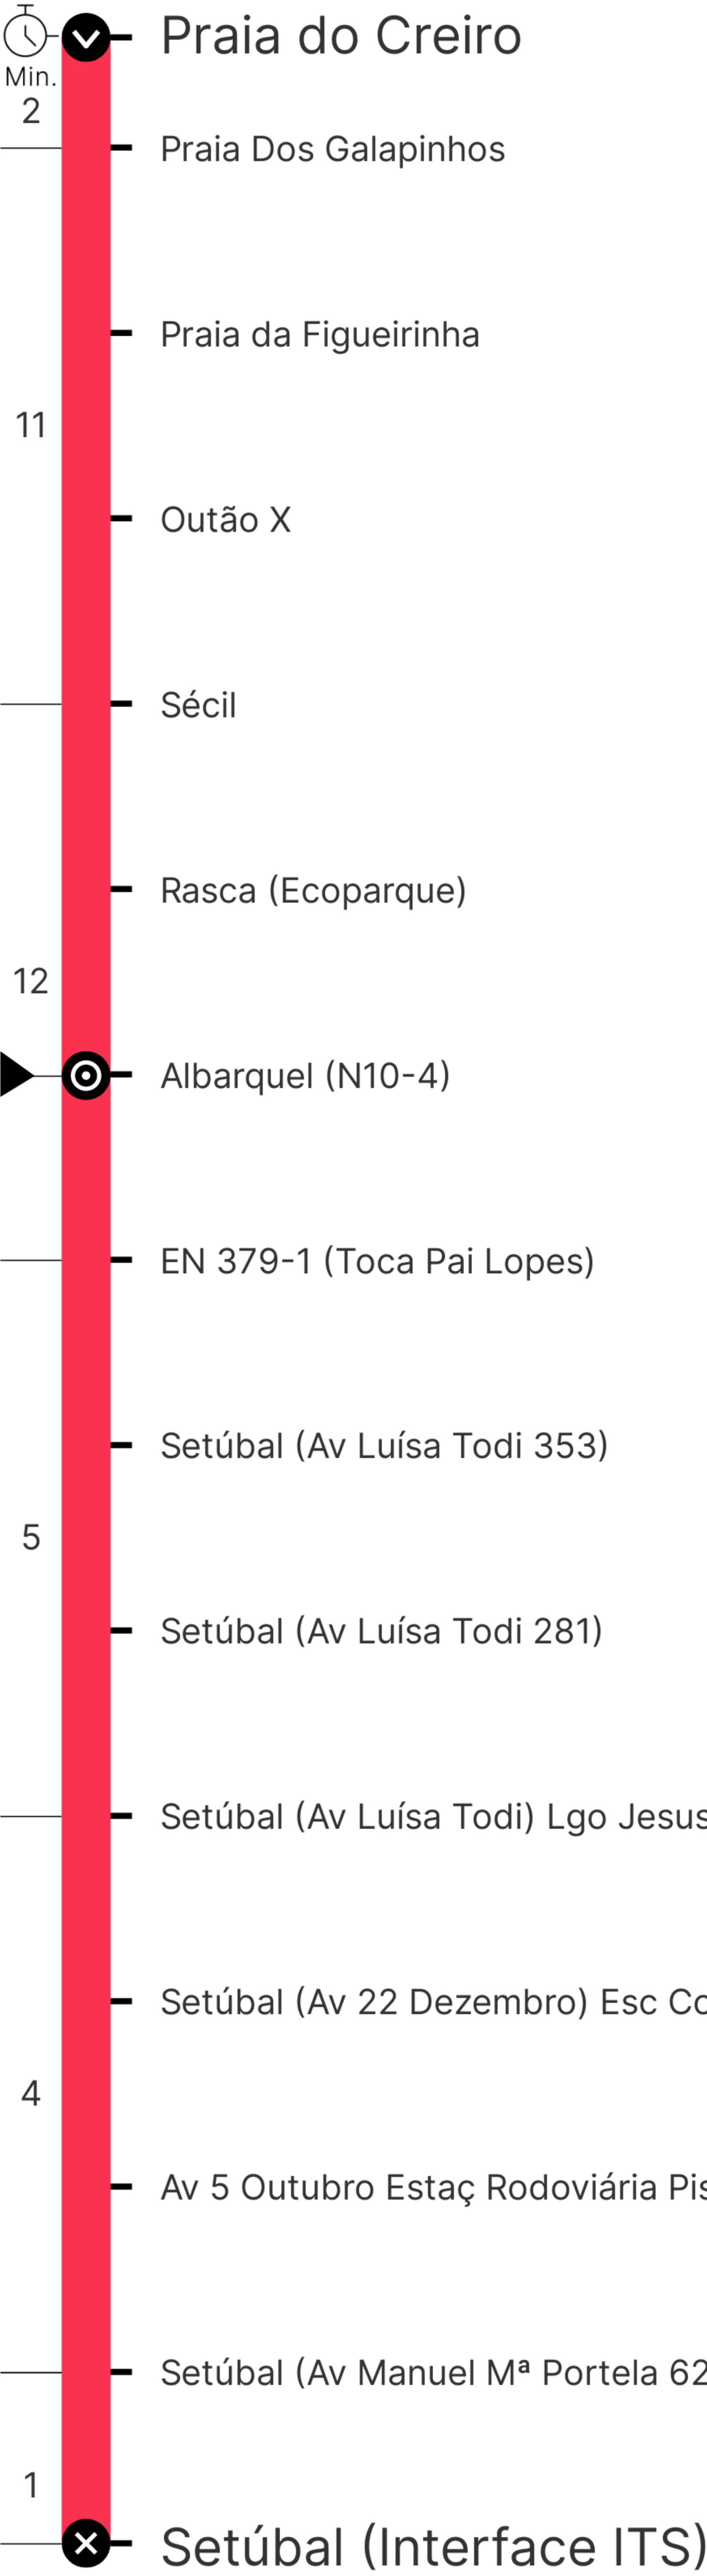 Praia do Creiro
Min.
2
Praia Dos Galapinhos
Praia da Figueirinha
11
Outão X
Sécil
Rasca (Ecoparque)
12
Albarquel (N10-4)
EN 379-1 (Toca Pai Lopes)
Setúbal (Av Luísa Todi 353)
5
Setúbal (Av Luísa Todi 281)
Setúbal (Av Luísa Todi) Lgo Jesus
Setúbal (Av 22 Dezembro) Esc
4
Av 5 Outubro Estaç Rodoviária
Setúbal (Av Manuel Mª Portela 62
1
Setúbal (Interface ITS)